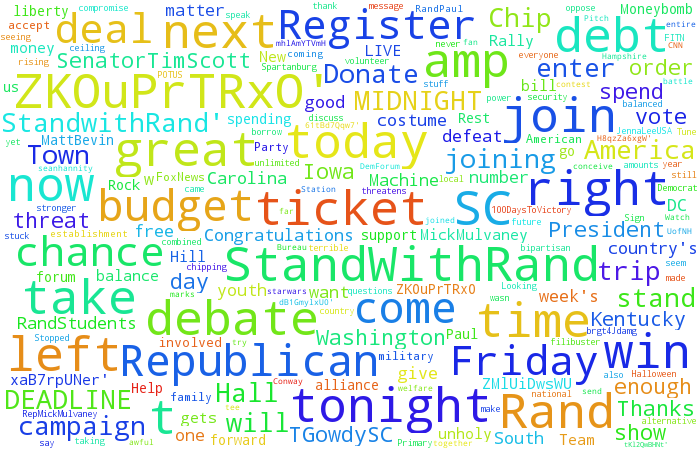 compromise speak thank message RandPaul oppose Pitch entire
liberty accept seeing rising matter ceiling Moneybomb FITN CNN
deal next Register Chip debt
money us SenatorTimScott LIVE New coming Rally never fan Hampshire
POTUS Spartanburg volunteer stuff everyone battle
ZKOuPrTRxO' Donate amp enter order
good MIDNIGHT power bill security spend balanced
StandwithRand' spending costume Rest join vote JennaLeeUSA Tune
discuss borrow defeat American HBqzZa6xgW' yet
MattBevin Party great today joining go America
Town seanhannity unlimited DemForum conceive amounts year still
now Rock w FoxNews Iowa Machine number Democrat
stronger Carolina came Station threatens local right DC
threat budget ticket SC 100DaysToVictory Sign Watch
stuck establishment free far joined future President UofNH
Congratulations support MickMulvaney bipartisan country's
chance combined Hill Bureau terrible StandWithRand trip seem made
forum balance day chipping youth want questions ZKOuPrTRxO Looking week's stand
take marks starwars dB1Gmy1xUO' country wasn
RandStudents debate come time Kentucky
Stopped involved try Washington Paul filibuster brgt4Jdamg
left Republican military Friday win
xaB7rpUNer' alliance give also Halloween
Help family Conway welfare ZMlUiDwsWU national send enough
DEADLINE RepMickMulvaney t Hall tonight make Rand alternative
campaign will gets tee unholy Thanks
say taking awful one forward TGowdySC Primary together South Team show contest